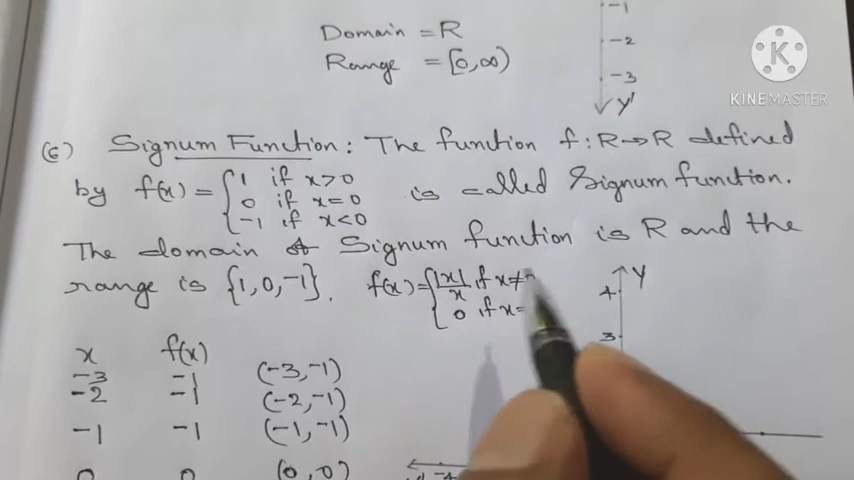 Domain = R
Range = [0,∞)
-1
-2
-3
Y'
KINEMASTER
(6) Signum Function: The function f: R→R defined
by f(x) = { 1 if x>0
0 if x=0
-1 if x<0
is called Signum function.
The domain of Signum function is R and the
range is {1, 0, -1}. f(x) = { |x|/x if x≠
0 if x=
Y
4
3
x f(x)
-3 -1 (-3,-1)
-2 -1 (-2,-1)
-1 -1 (-1,-1)
0 0 (0,0)
-4